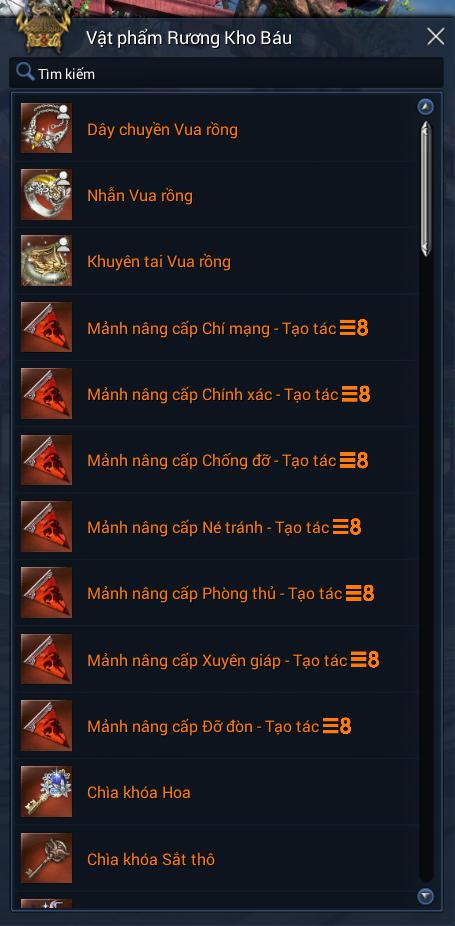 Vật phẩm Rương Kho Báu
Tìm kiếm
Dây chuyền Vua rồng
Nhẫn Vua rồng
Khuyên tai Vua rồng
Mảnh nâng cấp Chí mạng - Tạo tác ☰8
Mảnh nâng cấp Chính xác - Tạo tác ☰8
Mảnh nâng cấp Chống đỡ - Tạo tác ☰8
Mảnh nâng cấp Né tránh - Tạo tác ☰8
Mảnh nâng cấp Phòng thủ - Tạo tác ☰8
Mảnh nâng cấp Xuyên giáp - Tạo tác ☰8
Mảnh nâng cấp Đỡ đòn - Tạo tác ☰8
Chìa khóa Hoa
Chìa khóa Sắt thô